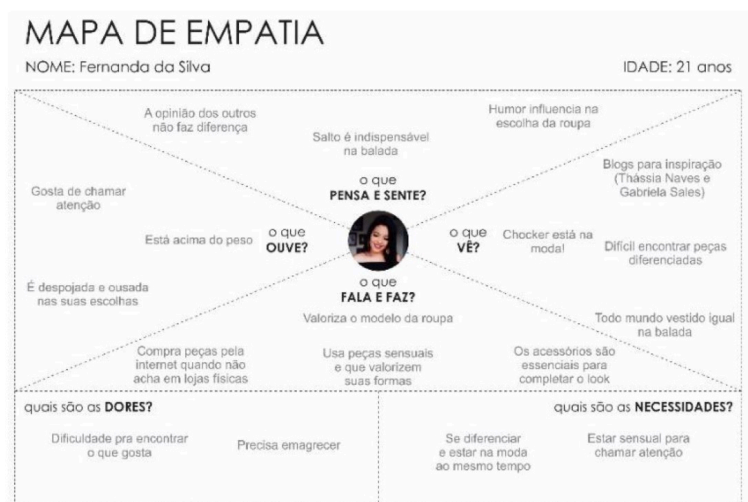 MAPA DE EMPATIA
NOME: Fernanda da Silva
IDADE: 21 anos
A opinião dos outros
não faz diferença
Salto é indispensável
na balada
Humor influencia na
escolha da roupa
o que
PENSA E SENTE?
Gosta de chamar
atenção
Está acima do peso
É despojada e ousada
nas suas escolhas
o que
OUVE?
o que
VÊ?
Blogs para inspiração
(Thássia Naves e
Gabriela Sales)
Chocker está na
moda!
Difícil encontrar peças
diferenciadas
Todo mundo vestido igual
na balada
o que
FALA E FAZ?
Valoriza o modelo da roupa
Compra peças pela
internet quando não
acha em lojas físicas
Usa peças sensuais
e que valorizem
suas formas
Os acessórios são
essenciais para
completar o look
quais são as DORES?
Dificuldade pra encontrar
o que gosta
Precisa emagrecer
quais são as NECESSIDADES?
Se diferenciar
e estar na moda
ao mesmo tempo
Estar sensual para
chamar atenção